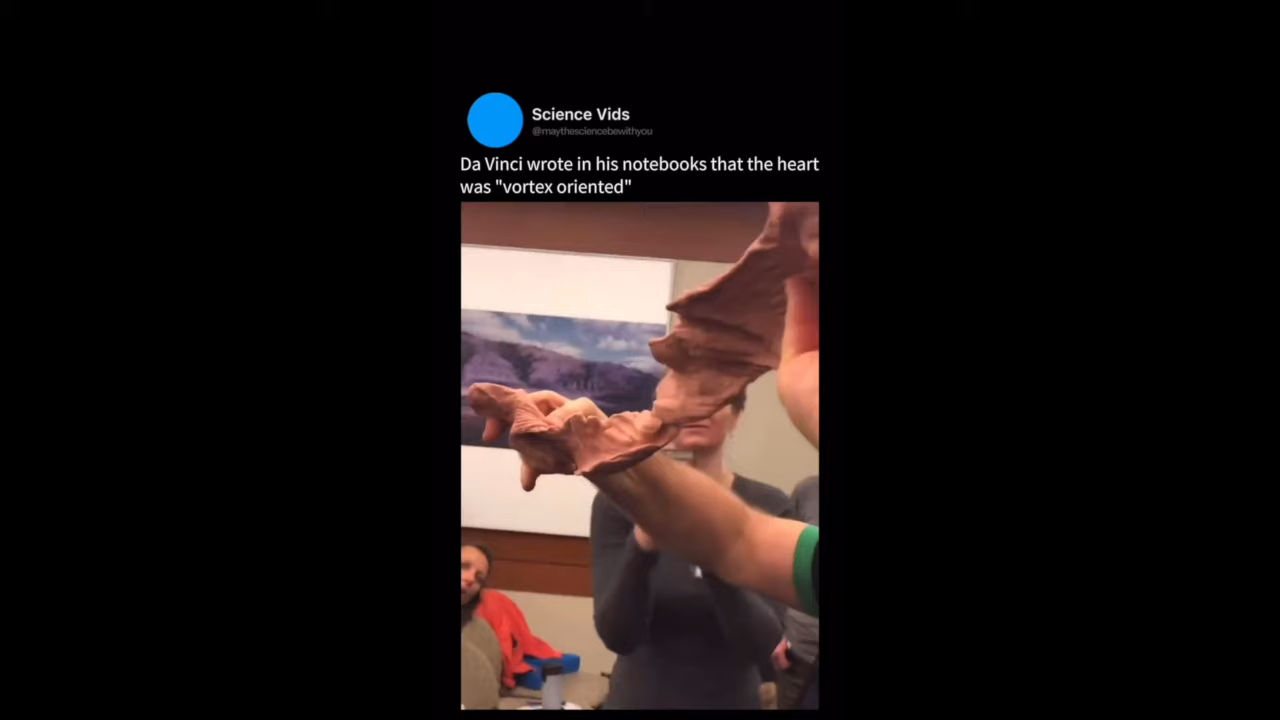 Science Vids
@maythesciencebewithyou
Da Vinci wrote in his notebooks that the heart
was "vortex oriented"